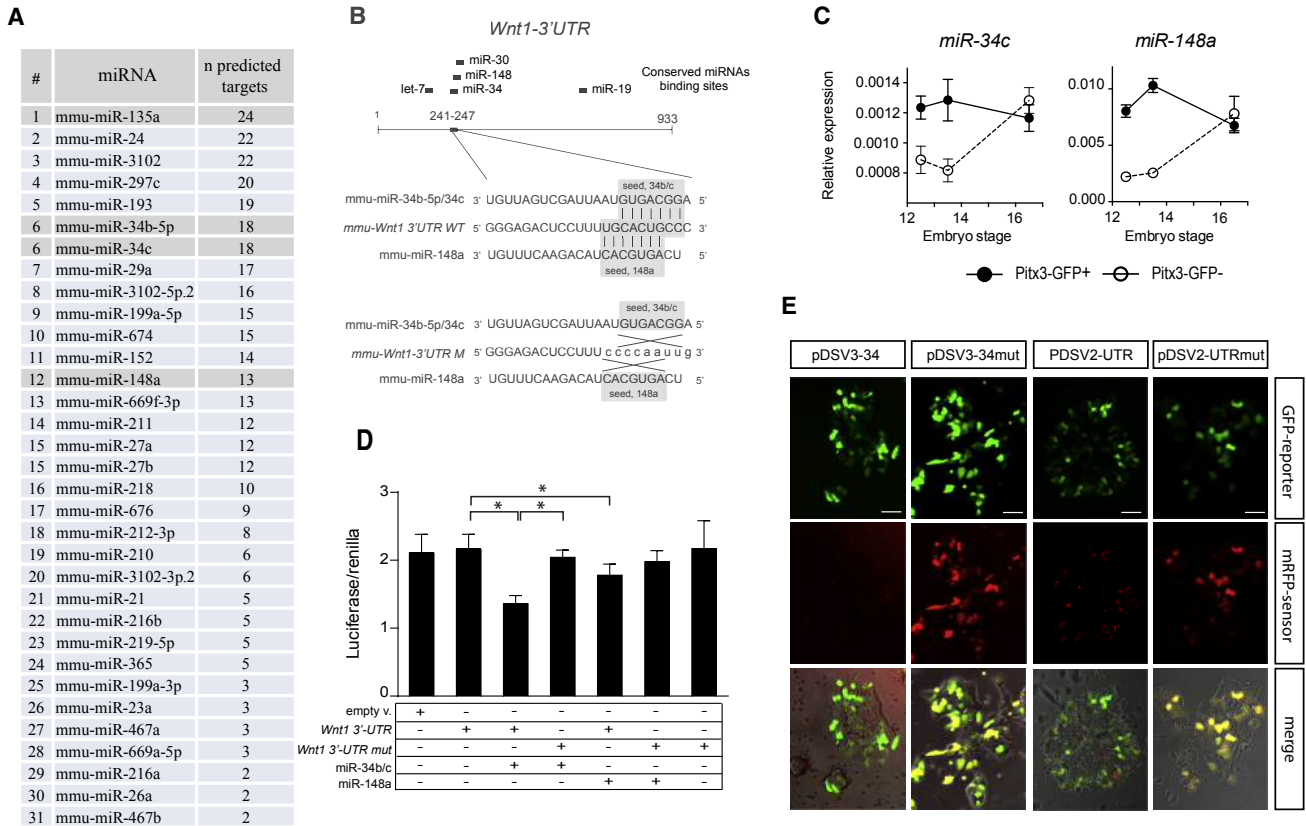 A
# miRNA n predicted targets
1 mmu-miR-135a 24
2 mmu-miR-24 22
3 mmu-miR-3102 22
4 mmu-miR-297c 20
5 mmu-miR-193 19
6 mmu-miR-34b-5p 18
6 mmu-miR-34c 18
7 mmu-miR-29a 17
8 mmu-miR-3102-5p.2 16
9 mmu-miR-199a-5p 15
10 mmu-miR-674 15
11 mmu-miR-152 14
12 mmu-miR-148a 13
13 mmu-miR-669f-3p 13
14 mmu-miR-211 12
15 mmu-miR-27a 12
15 mmu-miR-27b 12
16 mmu-miR-218 10
17 mmu-miR-676 9
18 mmu-miR-212-3p 8
19 mmu-miR-210 6
20 mmu-miR-3102-3p.2 6
21 mmu-miR-21 5
22 mmu-miR-216b 5
23 mmu-miR-219-5p 5
24 mmu-miR-365 5
25 mmu-miR-199a-3p 3
26 mmu-miR-23a 3
27 mmu-miR-467a 3
28 mmu-miR-669a-5p 3
29 mmu-miR-216a 2
30 mmu-miR-26a 2
31 mmu-miR-467b 2
B
Wnt1-3'UTR
miR-30
miR-148
let-7 miR-34 miR-19
Conserved miRNAs
binding sites
1 241-247 933
seed, 34b/c
mmu-miR-34b-5p/34c 3' UGUUAGUCGAUUAAUGUGACGGA 5'
mmu-Wnt1 3'UTR WT 5' GGGAGACUCCUUUUGCACUGCCC 3'
mmu-miR-148a 3' UGUUUCAAGACAUCACGUGACU 5'
seed, 148a
seed, 34b/c
mmu-miR-34b-5p/34c 3' UGUUAGUCGAUUAAUGUGACGGA 5'
mmu-Wnt1-3'UTR M 5' GGGAGACUCCUUU c c c c a a u u g 3'
mmu-miR-148a 3' UGUUUCAAGACAUCACGUGACU 5'
seed, 148a
C
miR-34c
Relative expression
0.0014
0.0012
0.0010
0.0008
12 14 16
Embryo stage
miR-148a
0.010
0.005
0.000
12 14 16
Embryo stage
Pitx3-GFP+ Pitx3-GFP-
D
Luciferase/renilla
3
2
1
0
* * *
empty v. + - - - - - -
Wnt1 3'-UTR - + + - + - -
Wnt1 3'-UTR mut - - - + - + +
miR-34b/c - - + + - - -
miR-148a - - - - + + -
E
pDSV3-34 pDSV3-34mut PDSV2-UTR pDSV2-UTRmut
GFP-reporter
mRFP-sensor
merge